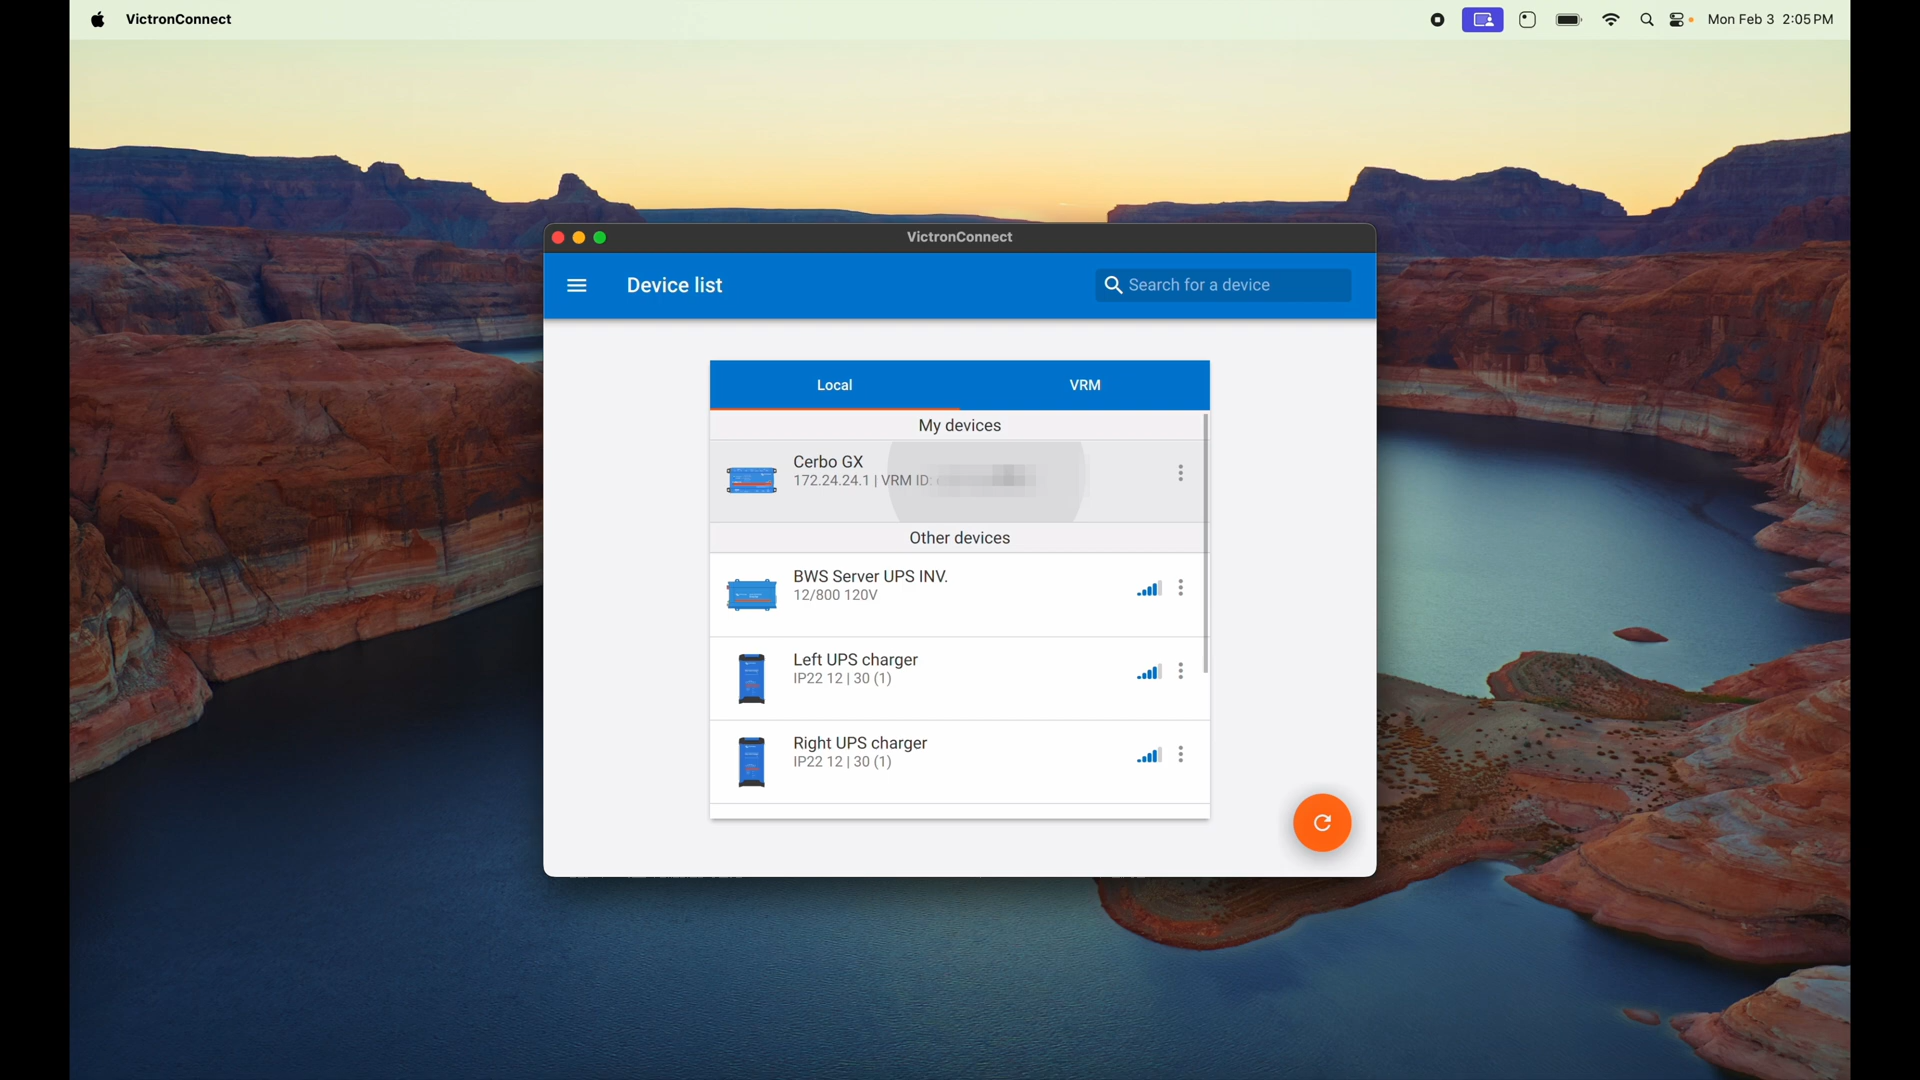 VictronConnect
Mon Feb 3 2:05 PM
VictronConnect
Device list
Search for a device
Local
VRM
My devices
Cerbo GX
172.24.24.1 | VRM ID:
Other devices
BWS Server UPS INV.
12/800 120V
Left UPS charger
IP22 12 | 30 (1)
Right UPS charger
IP22 12 | 30 (1)